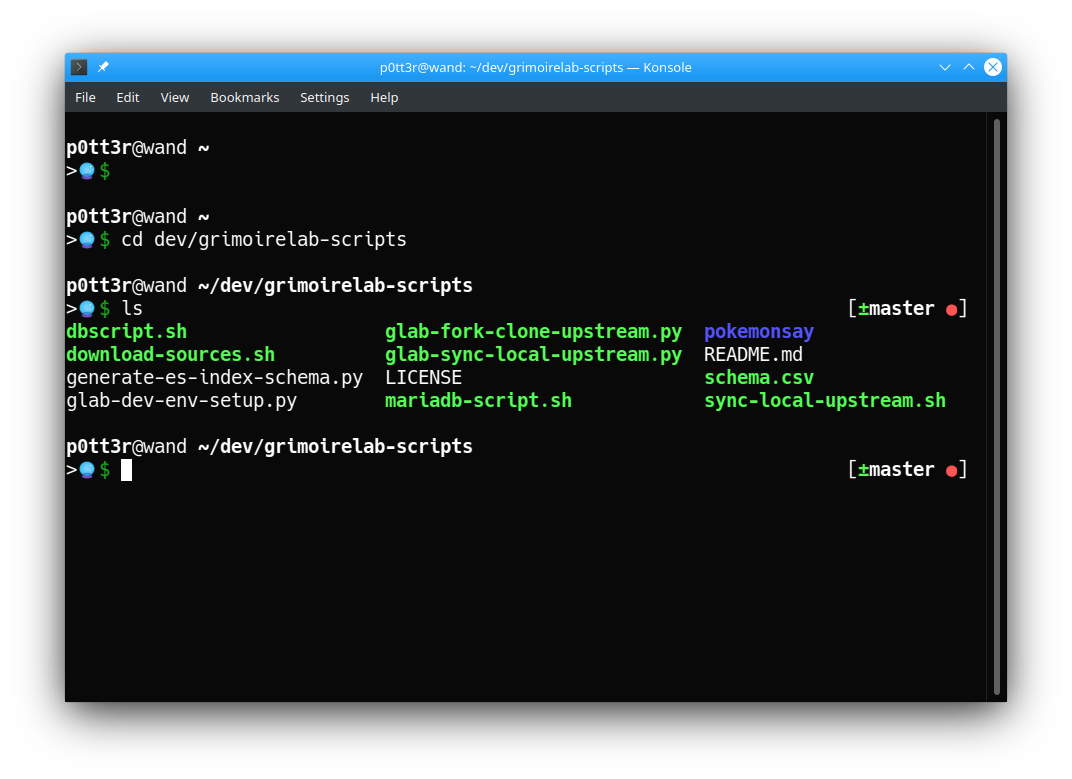 p0tt3r@wand: ~/dev/grimoirelab-scripts — Konsole
File Edit View Bookmarks Settings Help
p0tt3r@wand ~
>🔮$
p0tt3r@wand ~
>🔮$ cd dev/grimoirelab-scripts
p0tt3r@wand ~/dev/grimoirelab-scripts
>🔮$ ls [±master ●]
dbscript.sh glab-fork-clone-upstream.py pokemonsay
download-sources.sh glab-sync-local-upstream.py README.md
generate-es-index-schema.py LICENSE schema.csv
glab-dev-env-setup.py mariadb-script.sh sync-local-upstream.sh
p0tt3r@wand ~/dev/grimoirelab-scripts
>🔮$ [±master ●]